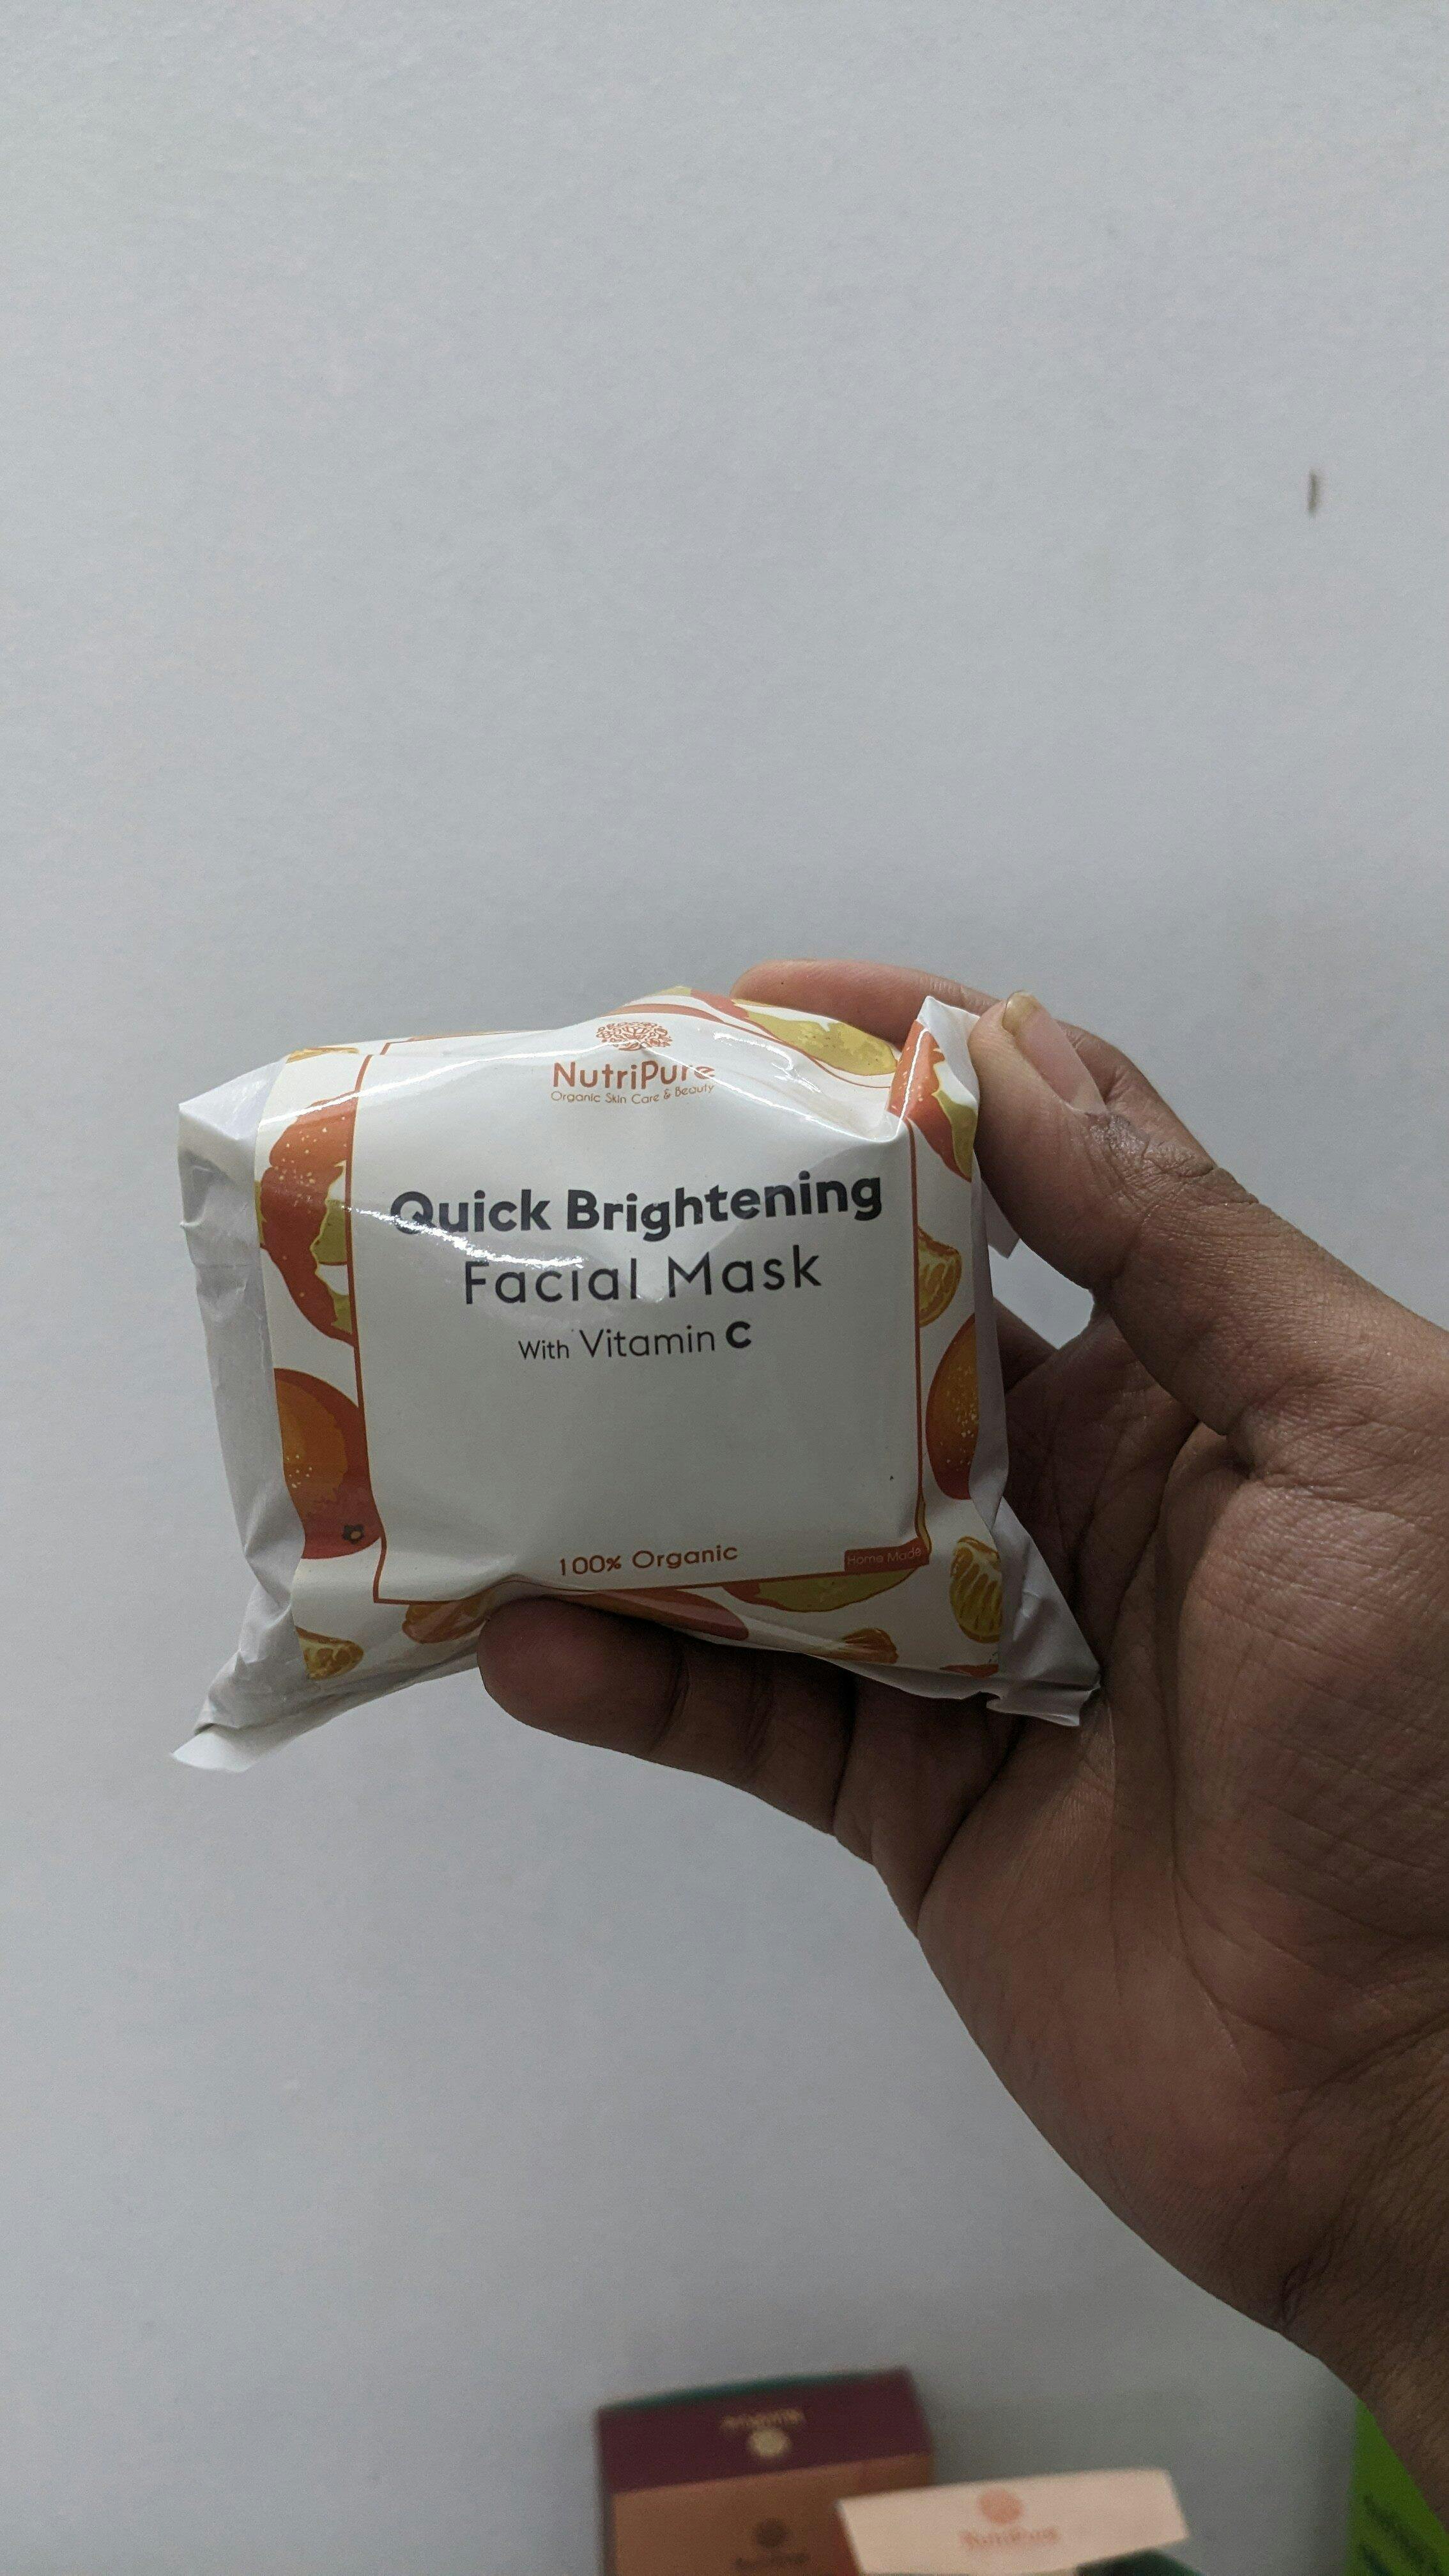 NutriPure
Organic Skin Care & Beauty
Quick Brightening
Facial Mask
With Vitamin C
100% Organic
Home Made
NutriPure